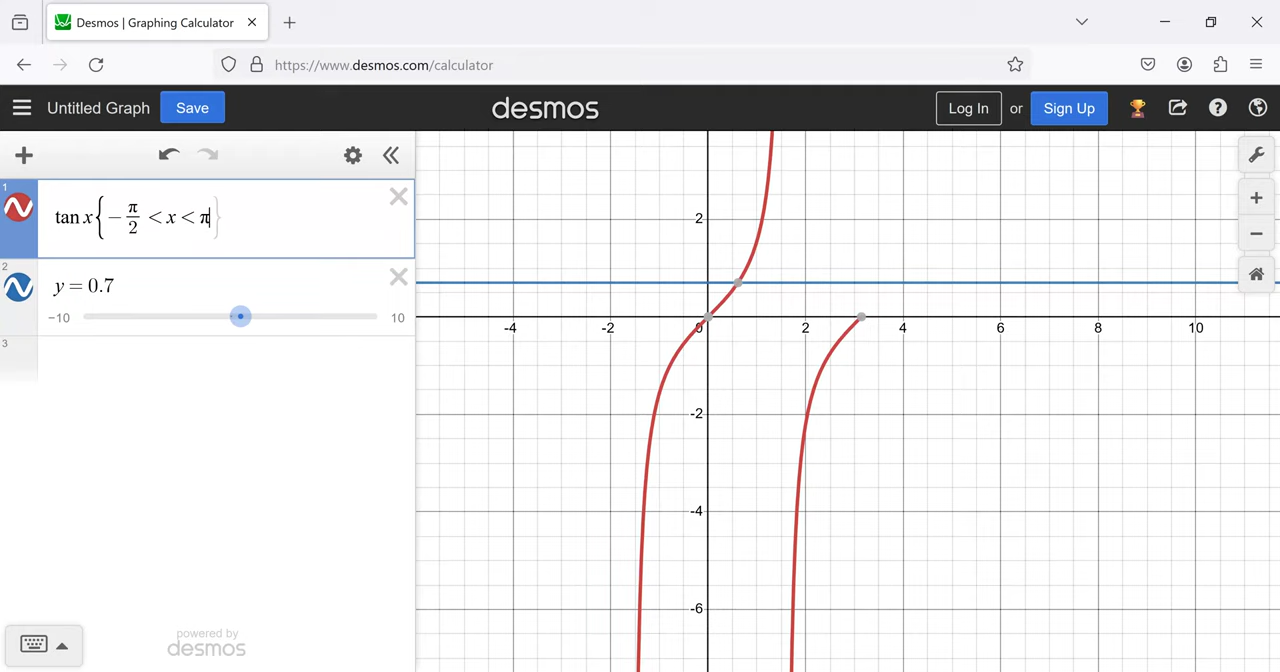 Desmos | Graphing Calculator
https://www.desmos.com/calculator
Untitled Graph
Save
desmos
Log In
or
Sign Up
1
tan x{−π/2 < x < π}
2
y = 0.7
−10
10
3
2
-4
-2
0
2
4
6
8
10
-2
-4
-6
powered by
desmos